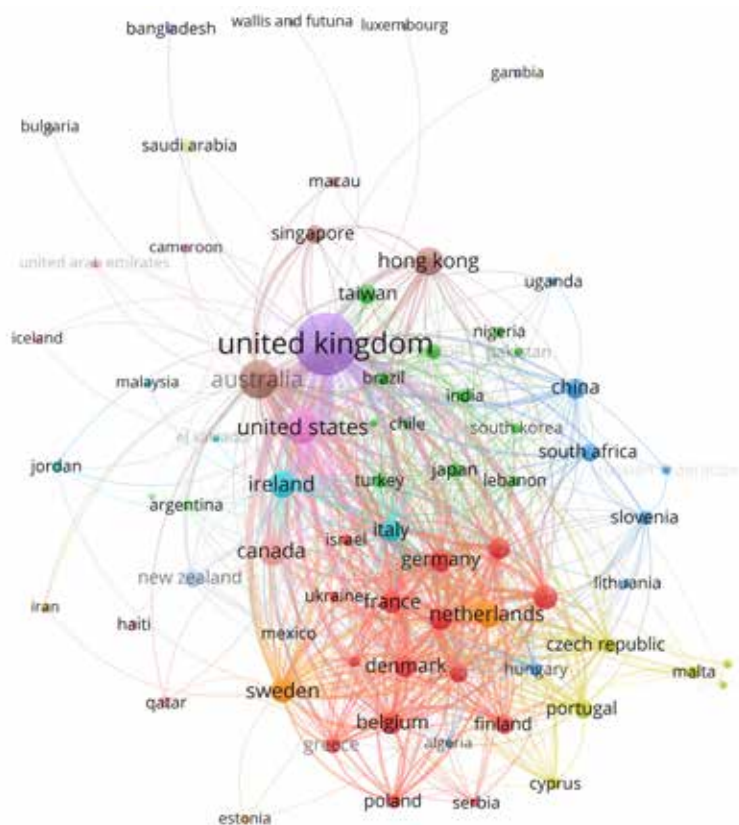 wallis and futuna
luxembourg
bangladesh
gambia
bulgaria
saudi arabia
macau
singapore
cameroon
hong kong
united arab emirates
uganda
taiwan
nigeria
iceland
united kingdom
pakistan
malaysia
australia
brazil
china
india
chile
united states
south korea
el salvador
south africa
jordan
japan
ireland
turkey
lebanon
argentina
italy
slovenia
israel
canada
germany
new zealand
lithuania
ukraine
iran
france
netherlands
haiti
mexico
czech republic
denmark
hungary
malta
sweden
qatar
portugal
belgium
finland
greece
algeria
cyprus
poland
serbia
estonia